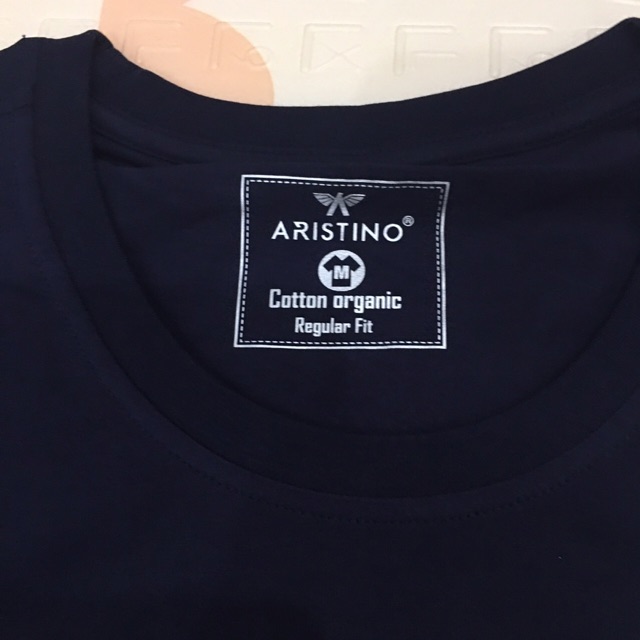 ARISTINO®
M
Cotton organic
Regular Fit